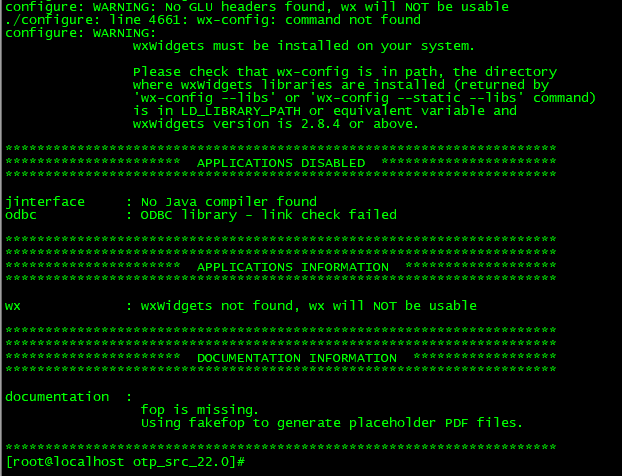 configure: WARNING: No GLU headers found, wx will NOT be usable
./configure: line 4661: wx-config: command not found
configure: WARNING:
                wxWidgets must be installed on your system.

                Please check that wx-config is in path, the directory
                where wxWidgets libraries are installed (returned by
                'wx-config --libs' or 'wx-config --static --libs' command)
                is in LD_LIBRARY_PATH or equivalent variable and
                wxWidgets version is 2.8.4 or above.

*********************************************************************
**********************  APPLICATIONS DISABLED  **********************
*********************************************************************

jinterface     : No Java compiler found
odbc           : ODBC library - link check failed

*********************************************************************
*********************************************************************
**********************  APPLICATIONS INFORMATION  *******************
*********************************************************************

wx             : wxWidgets not found, wx will NOT be usable

*********************************************************************
*********************************************************************
**********************  DOCUMENTATION INFORMATION  ******************
*********************************************************************

documentation  :
                 fop is missing.
                 Using fakefop to generate placeholder PDF files.

*********************************************************************
[root@localhost otp_src_22.0]#